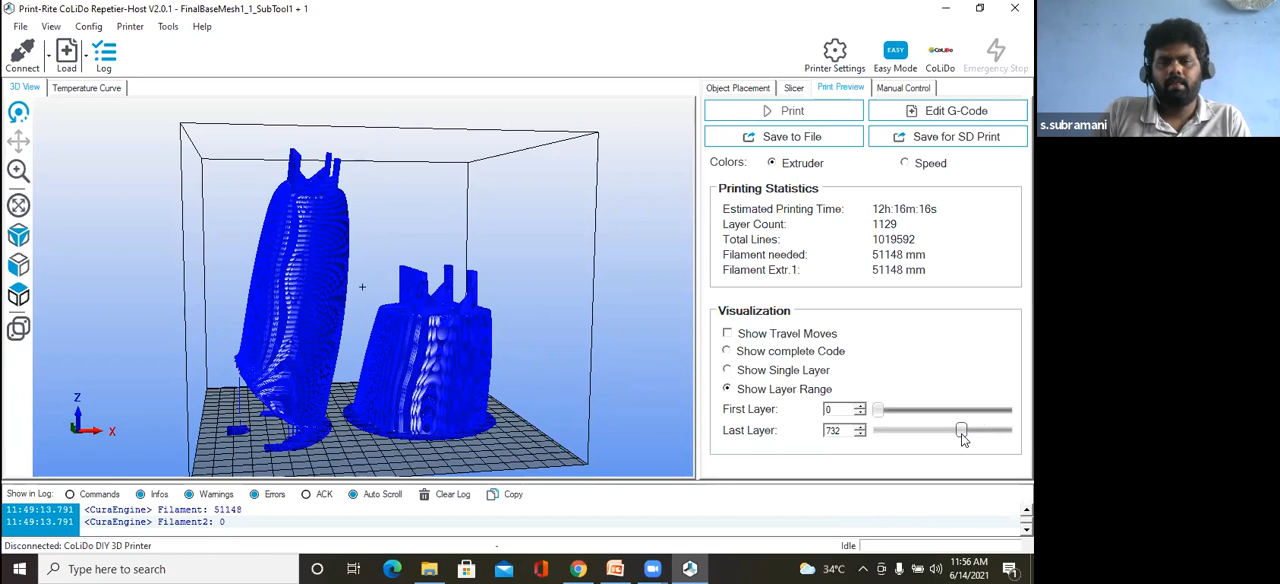 Print-Rite CoLiDo Repetier-Host V2.0.1 - FinalBaseMesh1_1_SubTool1 + 1
File View Config Printer Tools Help
Connect Load Log
Printer Settings Easy Mode CoLiDo Emergency Stop
EASY
CoLiDo
3D View Temperature Curve
Object Placement Slicer Print Preview Manual Control
Print Edit G-Code
Save to File Save for SD Print
Colors: Extruder Speed
Printing Statistics
Estimated Printing Time: 12h:16m:16s
Layer Count: 1129
Total Lines: 1019592
Filament needed: 51148 mm
Filament Extr.1: 51148 mm
Visualization
Show Travel Moves
Show complete Code
Show Single Layer
Show Layer Range
First Layer: 0
Last Layer: 732
Z
X
Show in Log: Commands Infos Warnings Errors ACK Auto Scroll Clear Log Copy
11:49:13.791 <CuraEngine> Filament: 51148
11:49:13.791 <CuraEngine> Filament2: 0
Disconnected: CoLiDo DIY 3D Printer - Idle
Type here to search
34°C
11:56 AM
6/14/2021
1
s.subramani